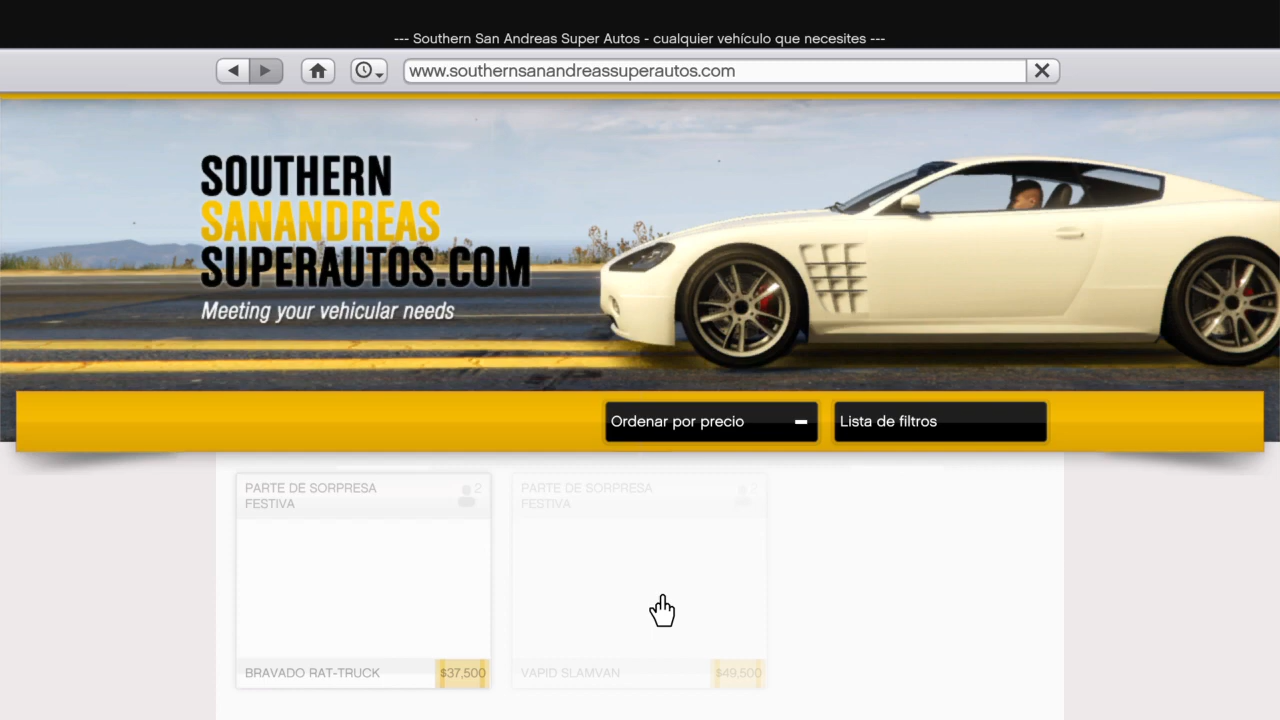 --- Southern San Andreas Super Autos - cualquier vehículo que necesites ---
www.southernsanandreassuperautos.com
SOUTHERN
SANANDREAS
SUPERAUTOS.COM
Meeting your vehicular needs
Ordenar por precio
Lista de filtros
PARTE DE SORPRESA
FESTIVA
2
BRAVADO RAT-TRUCK
$37,500
PARTE DE SORPRESA
FESTIVA
2
VAPID SLAMVAN
$49,500